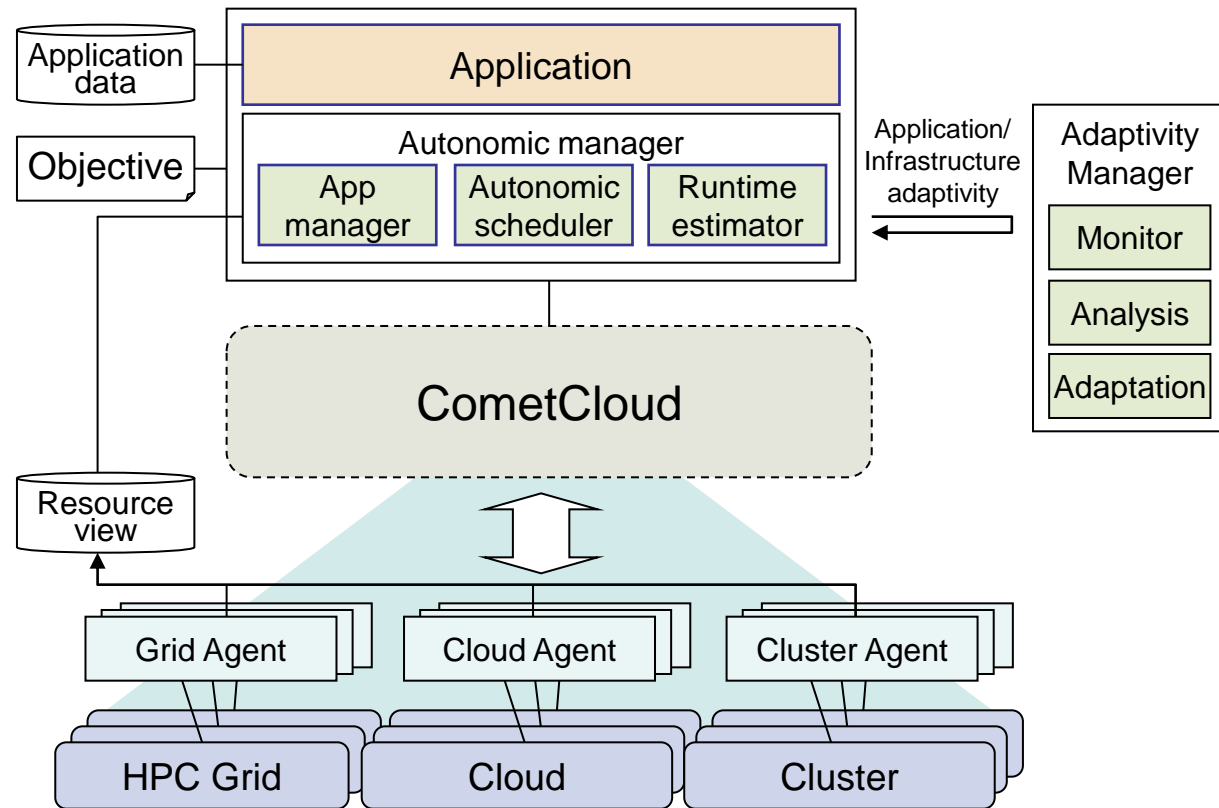 Application
data
Application
Objective
Autonomic manager
App
manager
Autonomic
scheduler
Runtime
estimator
Application/
Infrastructure
adaptivity
Adaptivity
Manager
Monitor
Analysis
Adaptation
CometCloud
Resource
view
Grid Agent
Cloud Agent
Cluster Agent
HPC Grid
Cloud
Cluster